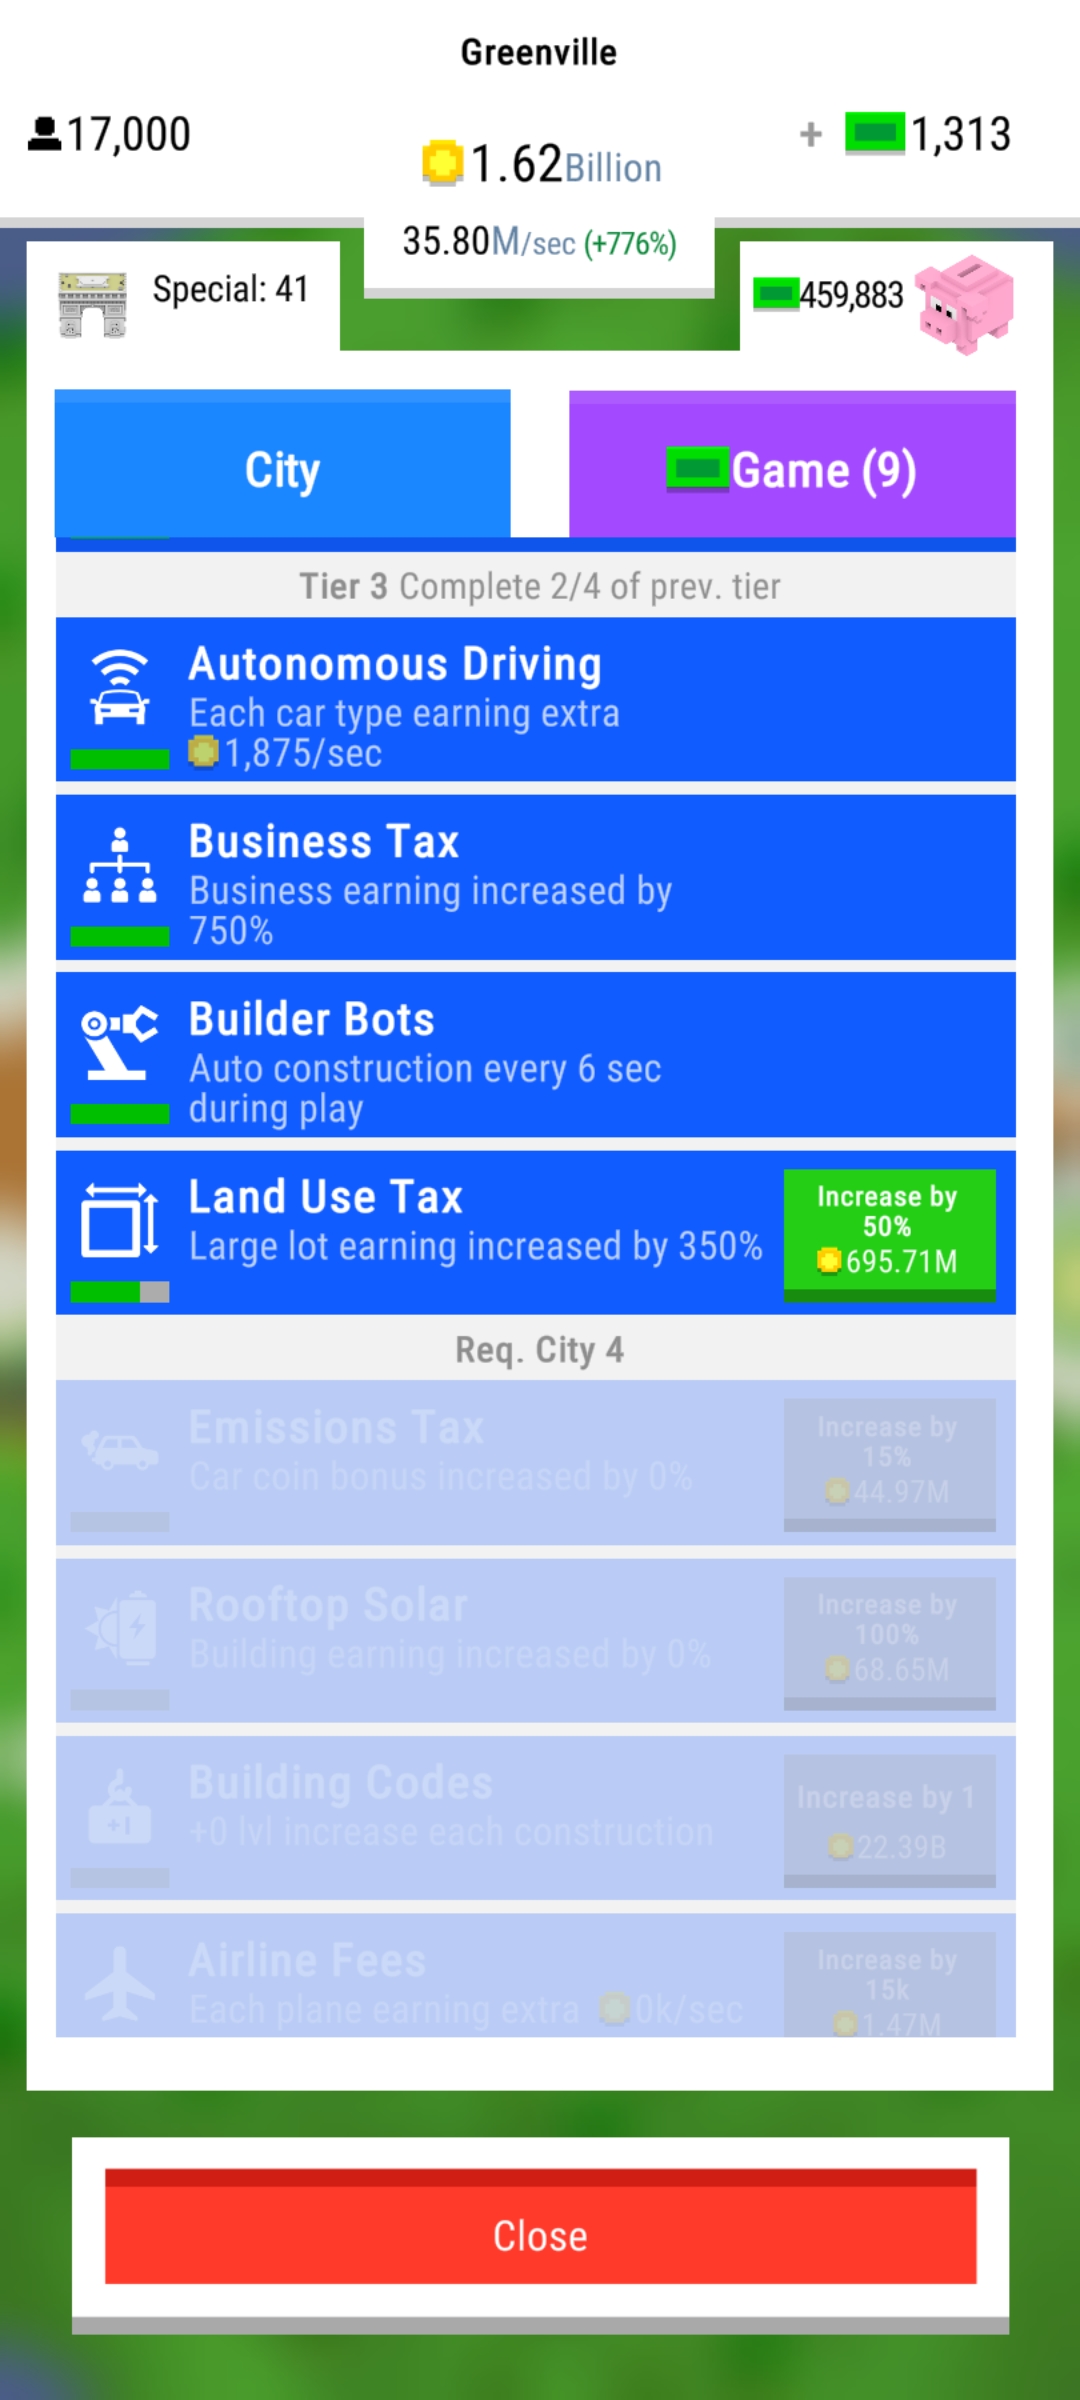 Greenville
17,000
1.62Billion
+ 1,313
35.80M/sec (+776%)
Special: 41
459,883
City
Game (9)
Tier 3 Complete 2/4 of prev. tier
Autonomous Driving
Each car type earning extra
1,875/sec
Business Tax
Business earning increased by
750%
Builder Bots
Auto construction every 6 sec
during play
Land Use Tax
Large lot earning increased by 350%
Increase by
50%
695.71M
Req. City 4
Emissions Tax
Car coin bonus increased by 0%
Increase by
15%
44.97M
Rooftop Solar
Building earning increased by 0%
Increase by
100%
68.65M
Building Codes
+0 lvl increase each construction
+1
Increase by 1
22.39B
Airline Fees
Each plane earning extra 0k/sec
Increase by
15k
1.47M
Close